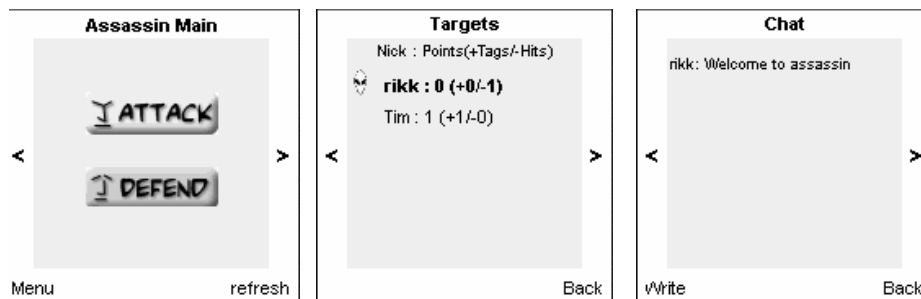 Assassin Main
ATTACK
DEFEND
<
>
Menu
refresh
Targets
Nick : Points(+Tags/-Hits)
rikk : 0 (+0/-1)
Tim : 1 (+1/-0)
<
>
Back
Chat
rikk: Welcome to assassin
<
>
Write
Back